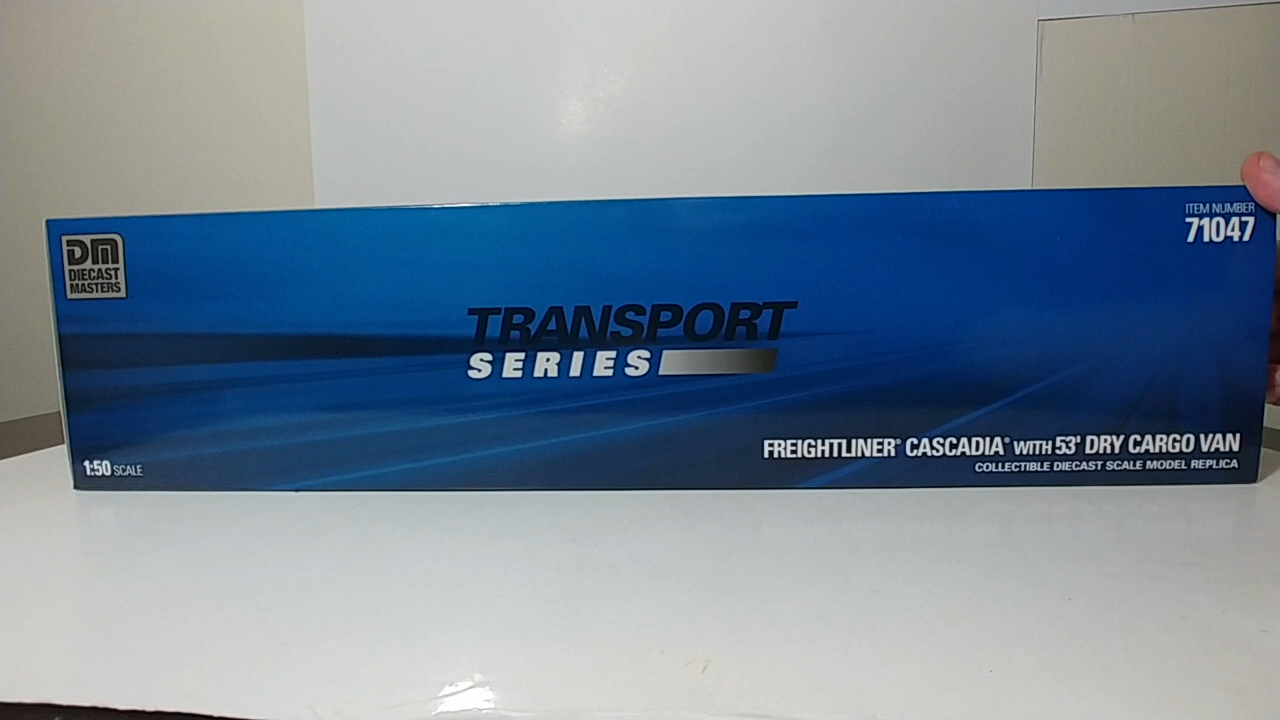 DM
DIECAST
MASTERS
ITEM NUMBER
71047
TRANSPORT
SERIES
FREIGHTLINER® CASCADIA® WITH 53' DRY CARGO VAN
COLLECTIBLE DIECAST SCALE MODEL REPLICA
1:50 SCALE